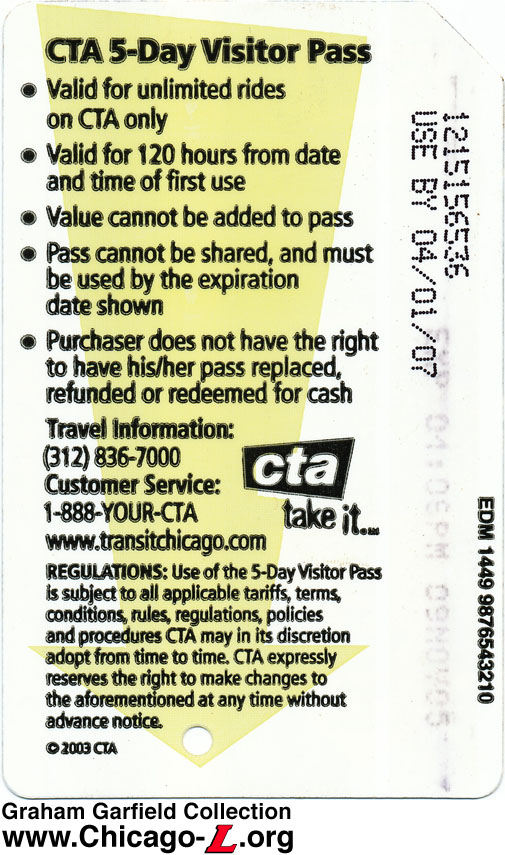 CTA 5-Day Visitor Pass
• Valid for unlimited rides
on CTA only
• Valid for 120 hours from date
and time of first use
• Value cannot be added to pass
• Pass cannot be shared, and must
be used by the expiration
date shown
• Purchaser does not have the right
to have his/her pass replaced,
refunded or redeemed for cash
Travel Information:
(312) 836-7000
Customer Service:
1-888-YOUR-CTA
www.transitchicago.com
cta
take it.SM
REGULATIONS: Use of the 5-Day Visitor Pass
is subject to all applicable tariffs, terms,
conditions, rules, regulations, policies
and procedures CTA may in its discretion
adopt from time to time. CTA expressly
reserves the right to make changes to
the aforementioned at any time without
advance notice.
© 2003 CTA
1215156536
USE BY 04/01/07
EDM 1449 9876543210
Graham Garfield Collection
www.Chicago-L.org